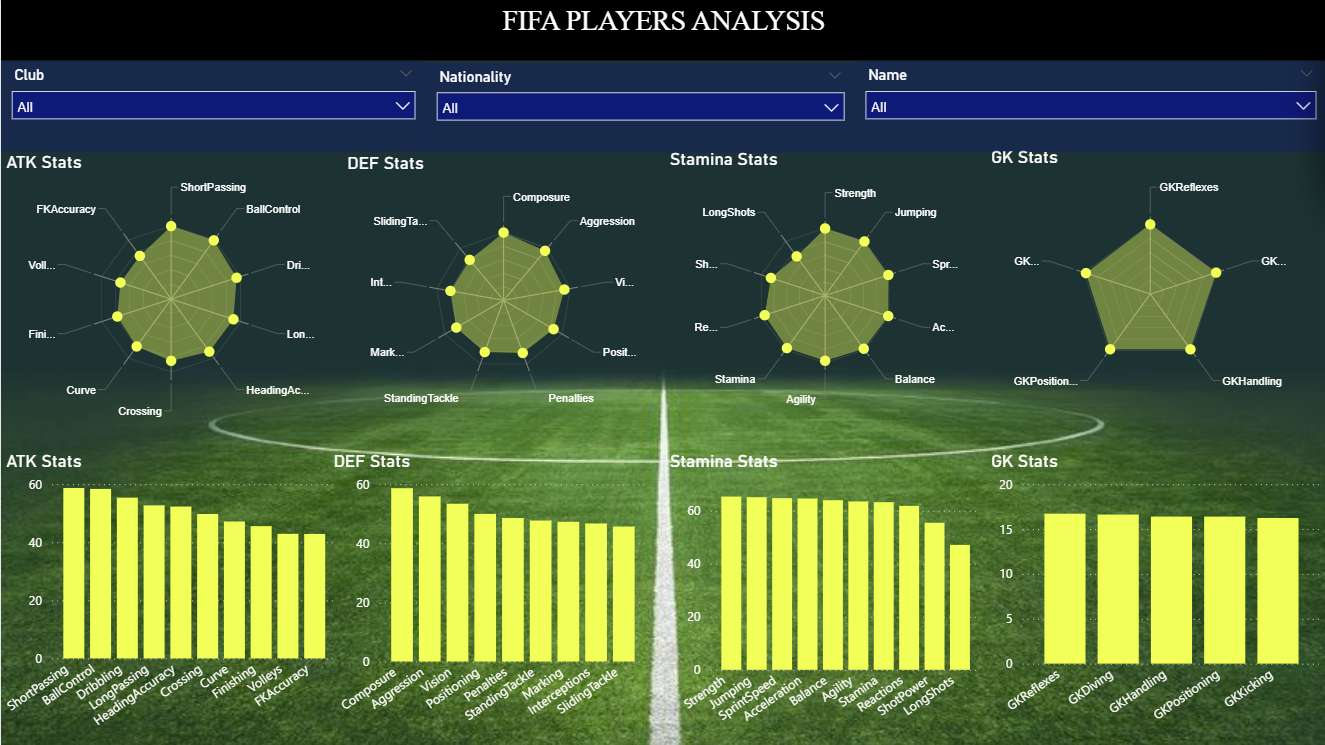 FIFA PLAYERS ANALYSIS
Club
Nationality
Name
All
All
All
ATK Stats
ShortPassing
BallControl
Dri...
Lon...
HeadingAc...
Crossing
Curve
Fini...
Voll...
FKAccuracy
DEF Stats
Composure
Aggression
Vi...
Posit...
Penalties
StandingTackle
Mark...
Int...
SlidingTa...
Stamina Stats
Strength
Jumping
Spr...
Ac...
Balance
Agility
Stamina
Re...
Sh...
LongShots
GK Stats
GKReflexes
GK...
GKHandling
GKPosition...
GK...
ATK Stats
60
40
20
0
ShortPassing
BallControl
Dribbling
LongPassing
HeadingAccuracy
Crossing
Curve
Finishing
Volleys
FKAccuracy
DEF Stats
60
40
20
0
Composure
Aggression
Vision
Positioning
Penalties
StandingTackle
Marking
Interceptions
SlidingTackle
Stamina Stats
60
40
20
0
Strength
Jumping
SprintSpeed
Acceleration
Balance
Agility
Stamina
Reactions
ShotPower
LongShots
GK Stats
20
15
10
5
0
GKReflexes
GKDiving
GKHandling
GKPositioning
GKKicking